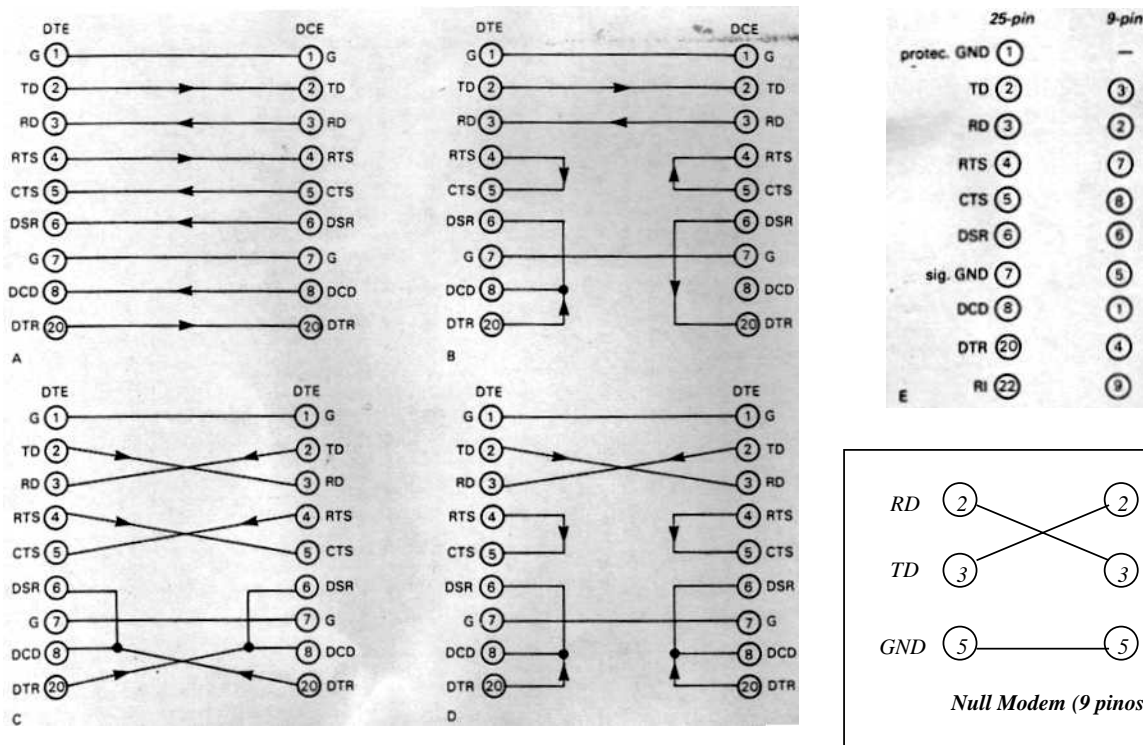 DTE DCE
G 1 1 G
TD 2 2 TD
RD 3 3 RD
RTS 4 4 RTS
CTS 5 5 CTS
DSR 6 6 DSR
G 7 7 G
DCD 8 8 DCD
DTR 20 20 DTR
A
DTE DCE
G 1 1 G
TD 2 2 TD
RD 3 3 RD
RTS 4 4 RTS
CTS 5 5 CTS
DSR 6 6 DSR
G 7 7 G
DCD 8 8 DCD
DTR 20 20 DTR
B
DTE DTE
G 1 1 G
TD 2 2 TD
RD 3 3 RD
RTS 4 4 RTS
CTS 5 5 CTS
DSR 6 6 DSR
G 7 7 G
DCD 8 8 DCD
DTR 20 20 DTR
C
DTE DTE
G 1 1 G
TD 2 2 TD
RD 3 3 RD
RTS 4 4 RTS
CTS 5 5 CTS
DSR 6 6 DSR
G 7 7 G
DCD 8 8 DCD
DTR 20 20 DTR
D
25-pin 9-pin
protec. GND 1 —
TD 2 3
RD 3 2
RTS 4 7
CTS 5 8
DSR 6 6
sig. GND 7 5
DCD 8 1
DTR 20 4
E RI 22 9
RD 2 2
TD 3 3
GND 5 5
Null Modem (9 pinos